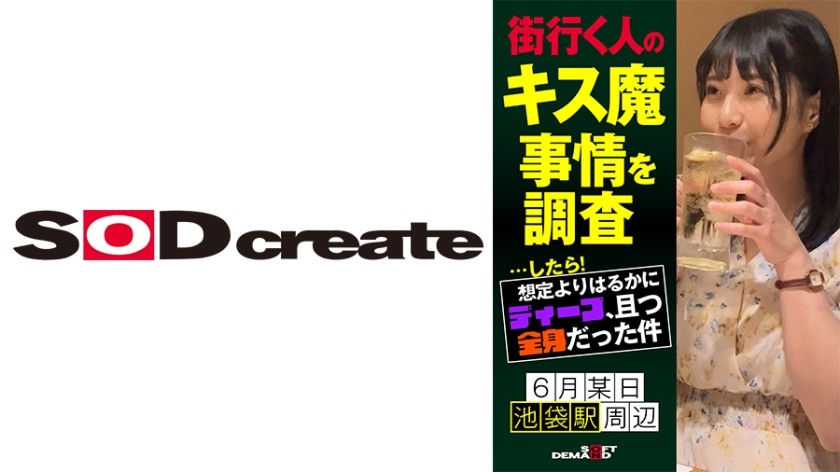 SOD create
街行く人の
キス魔
事情を
調査
…したら!
想定よりはるかに
ディープ、且つ
全身だった件
6月某日
池袋駅周辺
SOFT
DEMAND